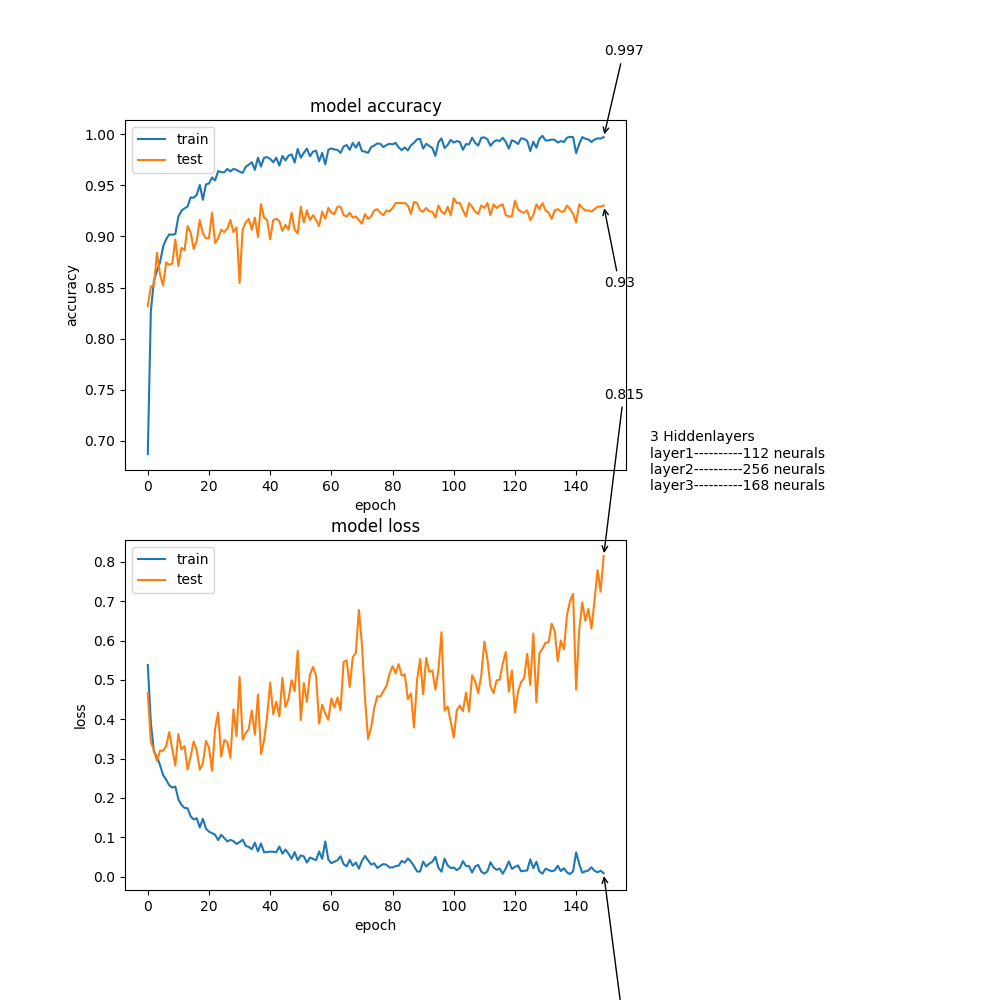 0.997
model accuracy
train
test
1.00
0.95
0.90
0.85
0.80
0.75
0.70
accuracy
0.93
0 20 40 60 80 100 120 140
epoch
0.815
3 Hiddenlayers
layer1----------112 neurals
layer2----------256 neurals
layer3----------168 neurals
model loss
train
test
0.8
0.7
0.6
0.5
0.4
0.3
0.2
0.1
0.0
loss
0 20 40 60 80 100 120 140
epoch